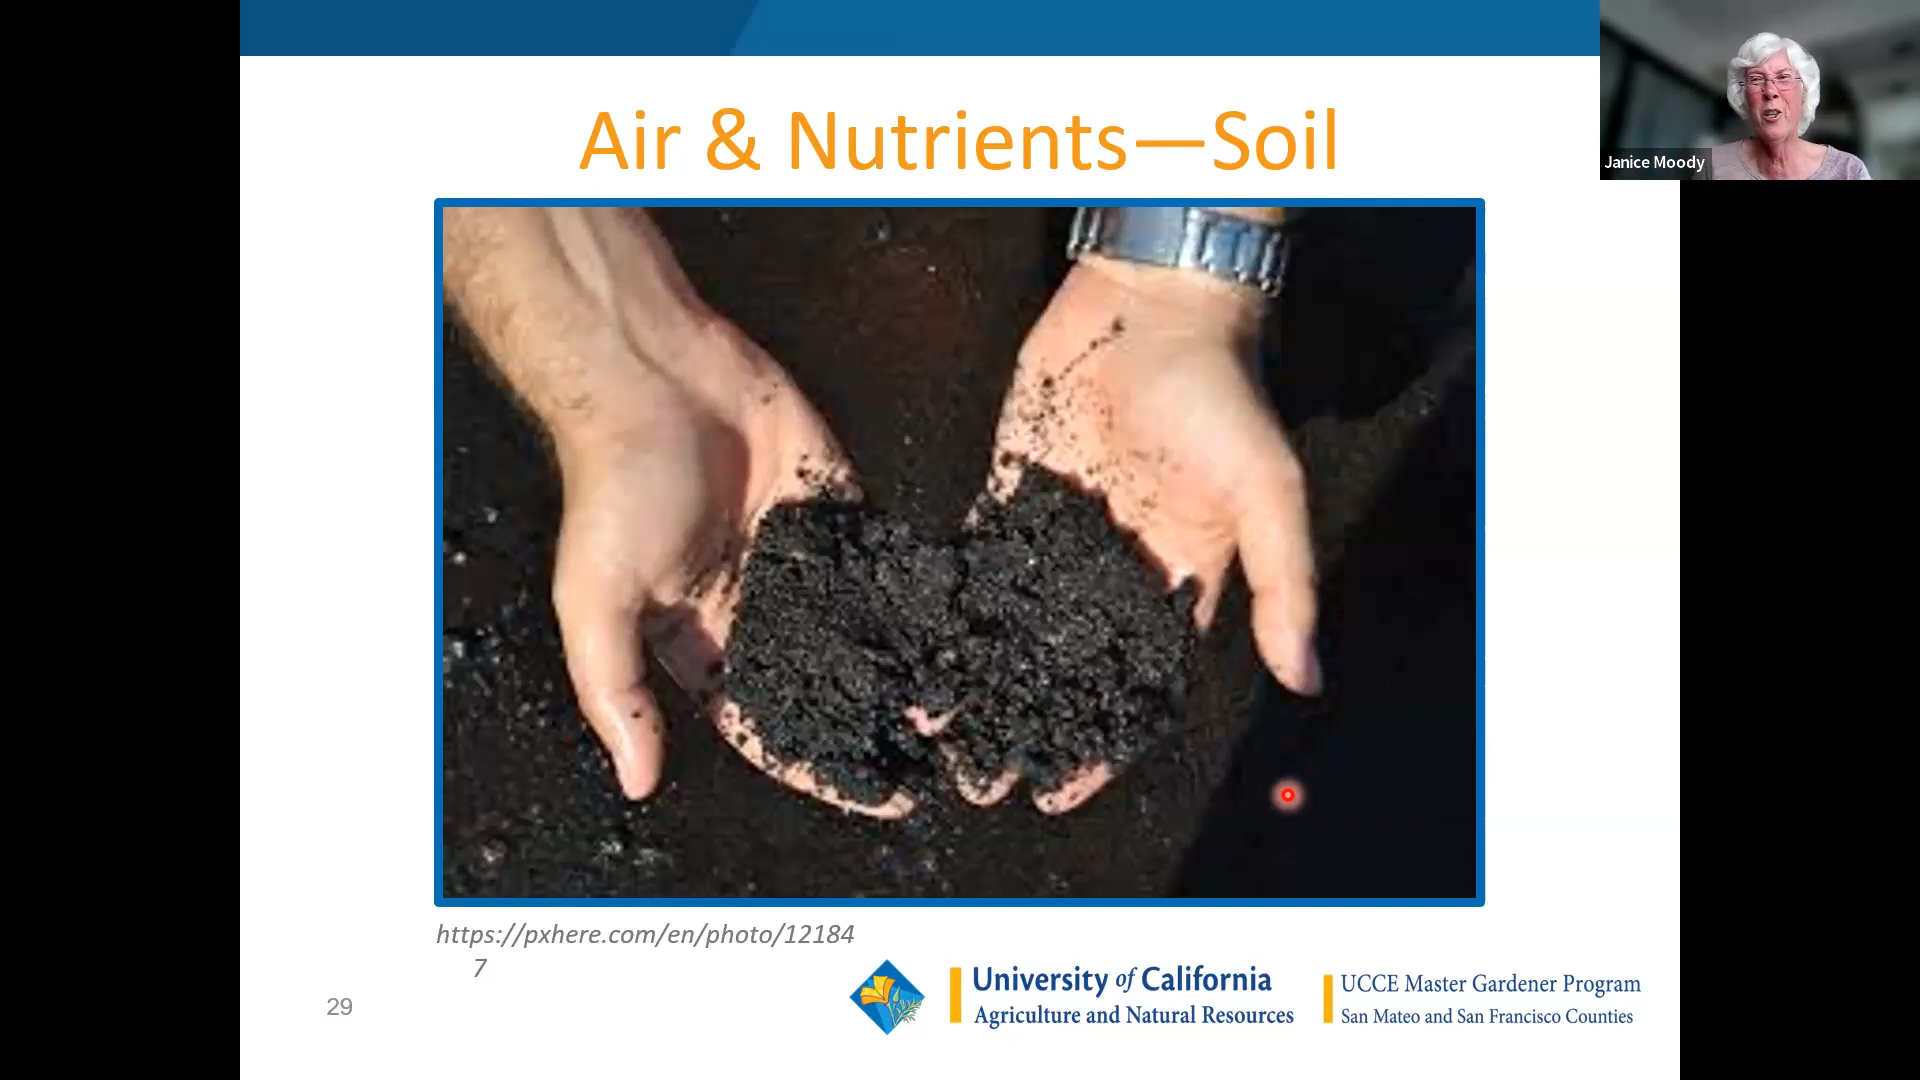 Air & Nutrients—Soil
Janice Moody
https://pxhere.com/en/photo/12184
7
29
University of California
Agriculture and Natural Resources
UCCE Master Gardener Program
San Mateo and San Francisco Counties